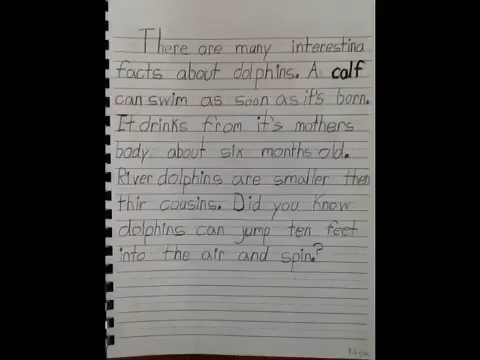 There are many interesting
facts about dolphins. A calf
can swim as soon as it's born.
It drinks from it's mothers
body about six months old.
River dolphins are smaller then
thir cousins. Did you know
dolphins can jump ten feet
into the air and spin.?